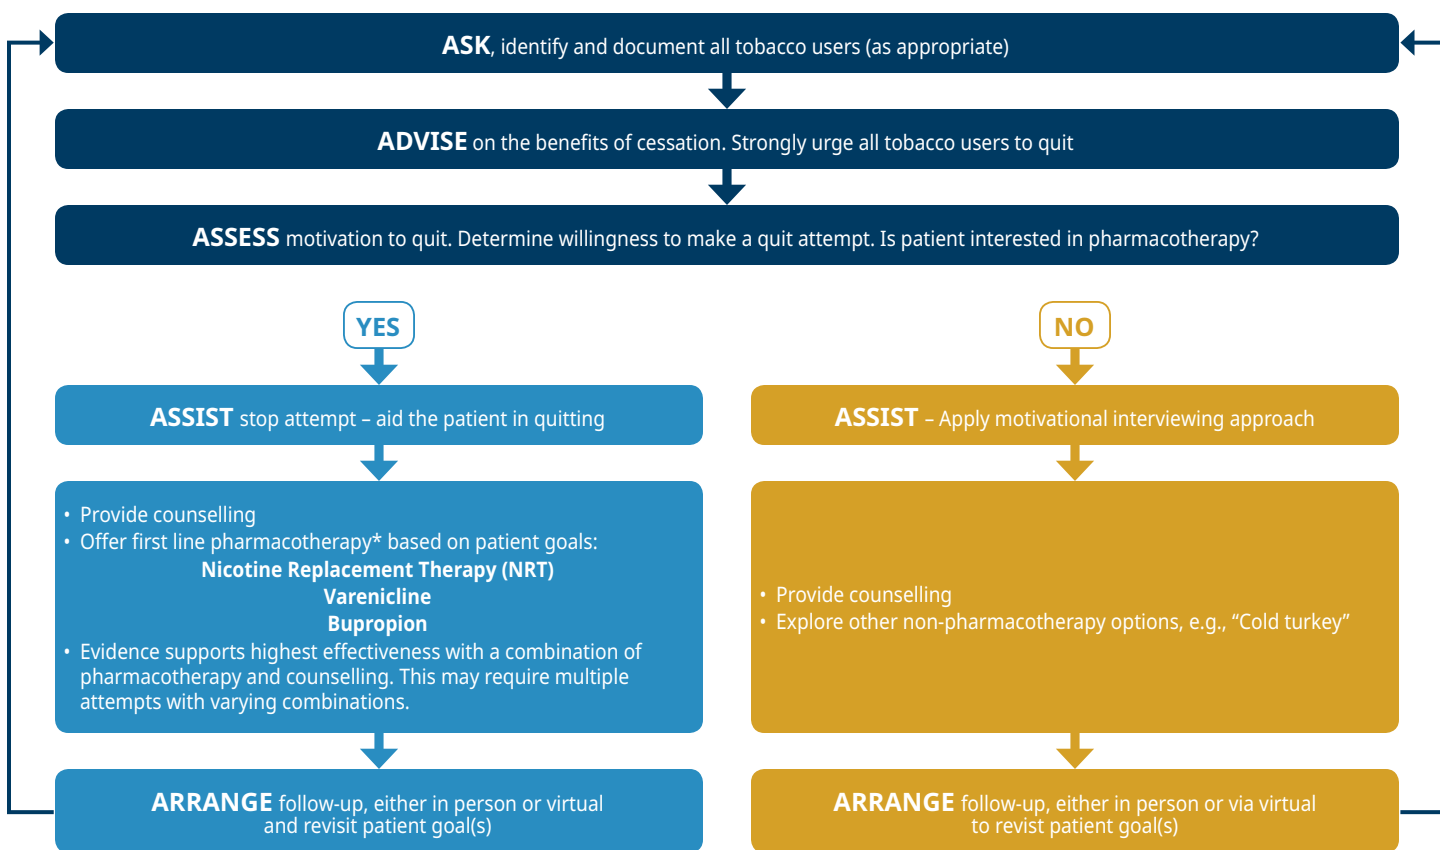 ASK, identify and document all tobacco users (as appropriate)
ADVISE on the benefits of cessation. Strongly urge all tobacco users to quit
ASSESS motivation to quit. Determine willingness to make a quit attempt. Is patient interested in pharmacotherapy?
YES
ASSIST stop attempt – aid the patient in quitting
• Provide counselling
• Offer first line pharmacotherapy* based on patient goals:
Nicotine Replacement Therapy (NRT)
Varenicline
Bupropion
• Evidence supports highest effectiveness with a combination of
pharmacotherapy and counselling. This may require multiple
attempts with varying combinations.
ARRANGE follow-up, either in person or virtual
and revisit patient goal(s)
NO
ASSIST – Apply motivational interviewing approach
• Provide counselling
• Explore other non-pharmacotherapy options, e.g., “Cold turkey”
ARRANGE follow-up, either in person or via virtual
to revist patient goal(s)